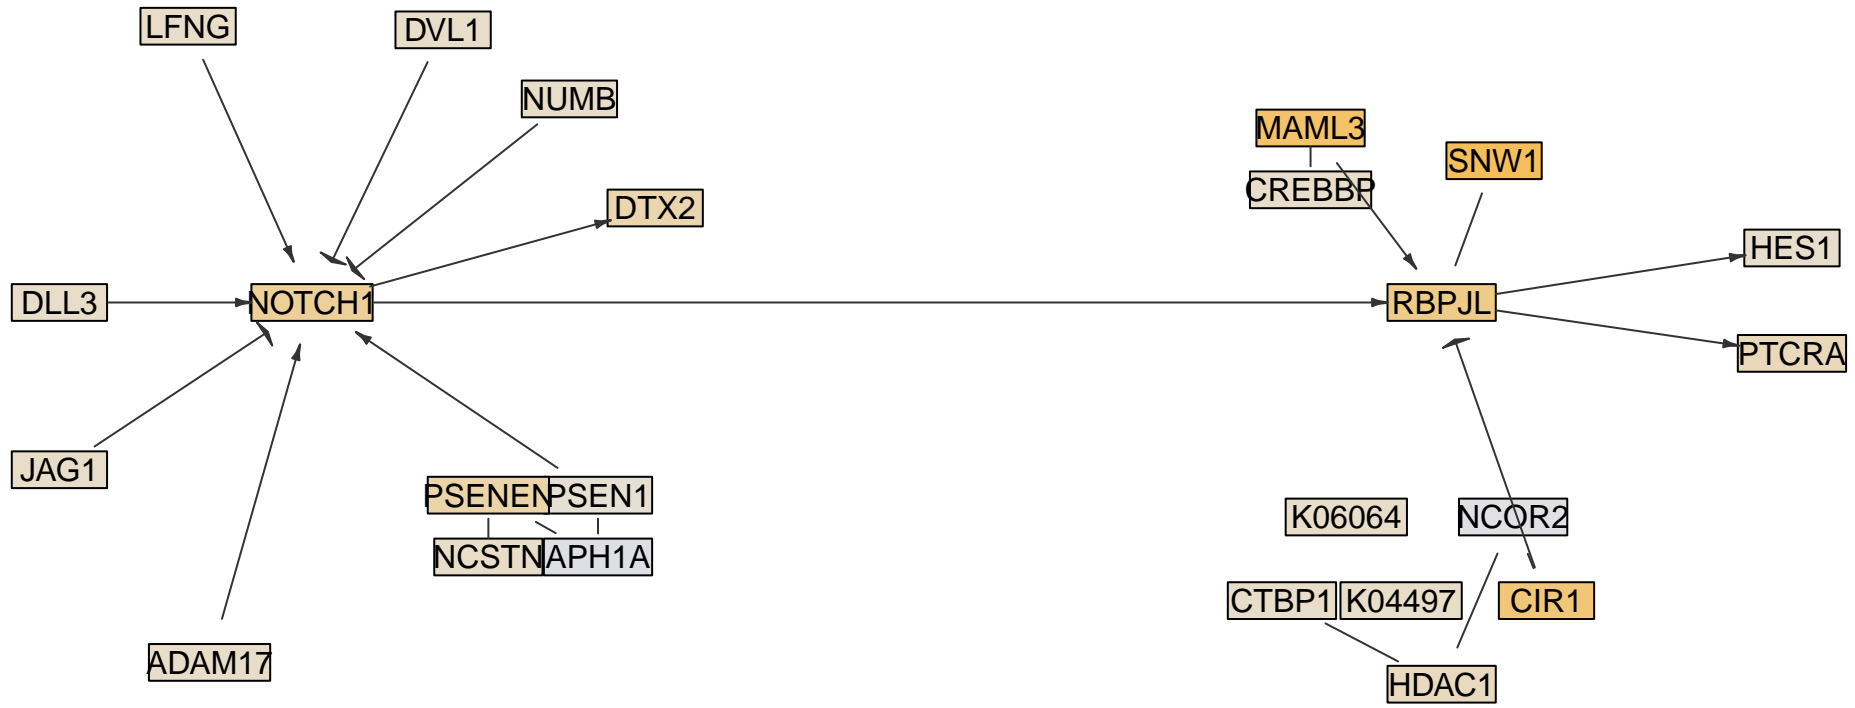 LFNG
DVL1
NUMB
MAML3
SNW1
CREBBP
DTX2
HES1
DLL3
NOTCH1
RBPJL
PTCRA
JAG1
PSENEN
PSEN1
K06064
NCOR2
NCSTN
APH1A
CTBP1
K04497
CIR1
ADAM17
HDAC1